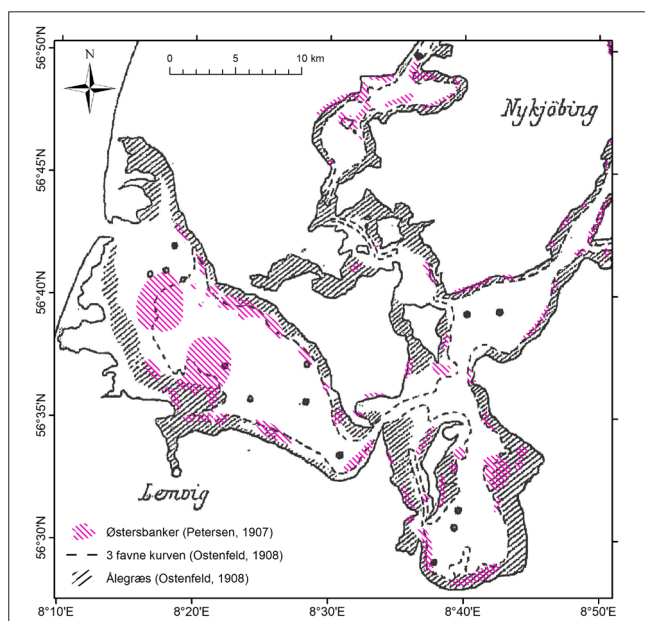 N
0 5 10 km
56°50'N
Nykjöbing
56°45'N
56°40'N
56°35'N
56°30'N
Lemvig
Østersbanker (Petersen, 1907)
3 favne kurven (Ostenfeld, 1908)
Ålegræs (Ostenfeld, 1908)
8°10'E 8°20'E 8°30'E 8°40'E 8°50'E